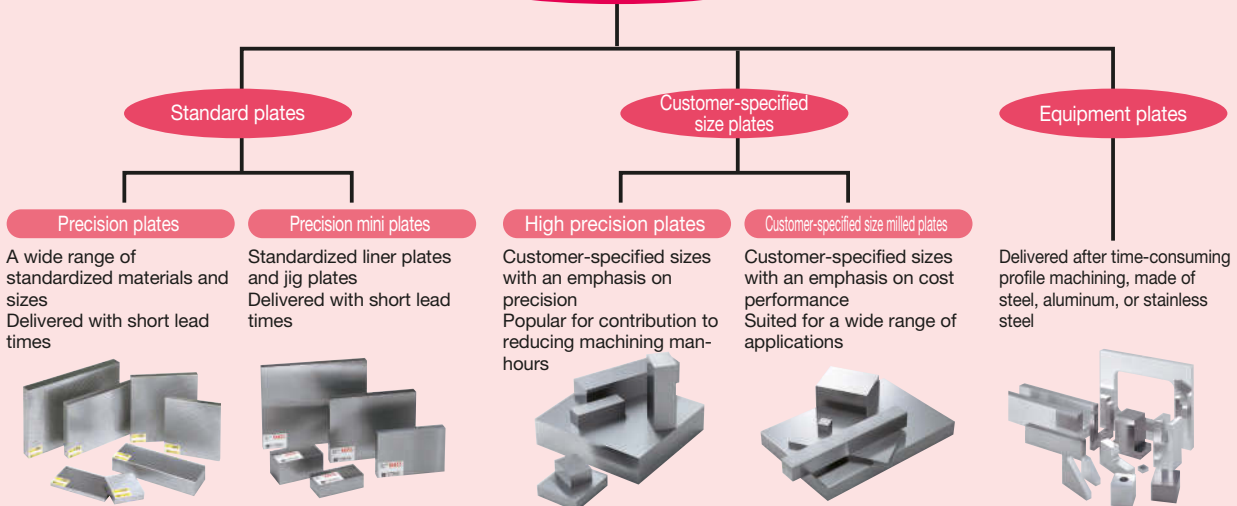 Standard plates
Customer-specified
size plates
Equipment plates
Precision plates
A wide range of
standardized materials and
sizes
Delivered with short lead
times
Precision mini plates
Standardized liner plates
and jig plates
Delivered with short lead
times
High precision plates
Customer-specified sizes
with an emphasis on
precision
Popular for contribution to
reducing machining man-
hours
Customer-specified size milled plates
Customer-specified sizes
with an emphasis on cost
performance
Suited for a wide range of
applications
Delivered after time-consuming
profile machining, made of
steel, aluminum, or stainless
steel